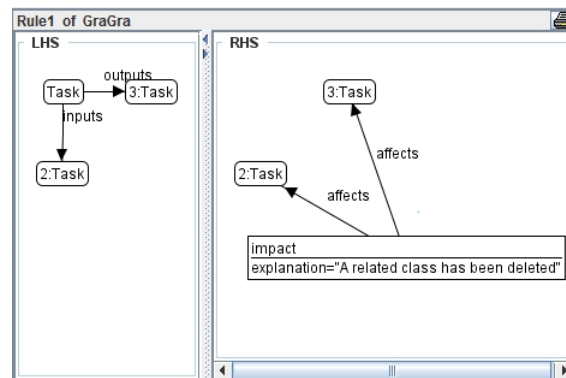 Rule1 of GraGra
LHS
RHS
outputs
Task
3:Task
inputs
2:Task
3:Task
affects
2:Task
affects
impact
explanation="A related class has been deleted"